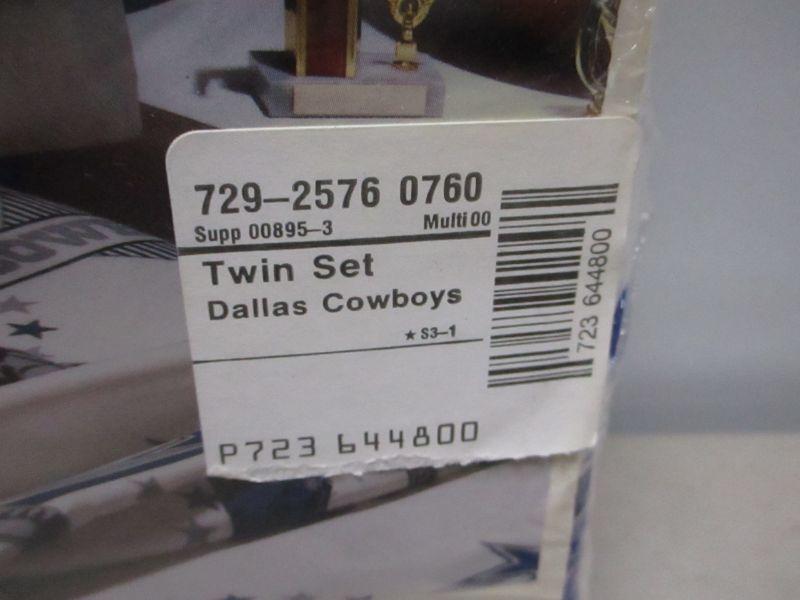 729-2576 0760
Supp 00895-3 Multi 00
Twin Set
Dallas Cowboys
★ S3-1
P723 644800
723 644800